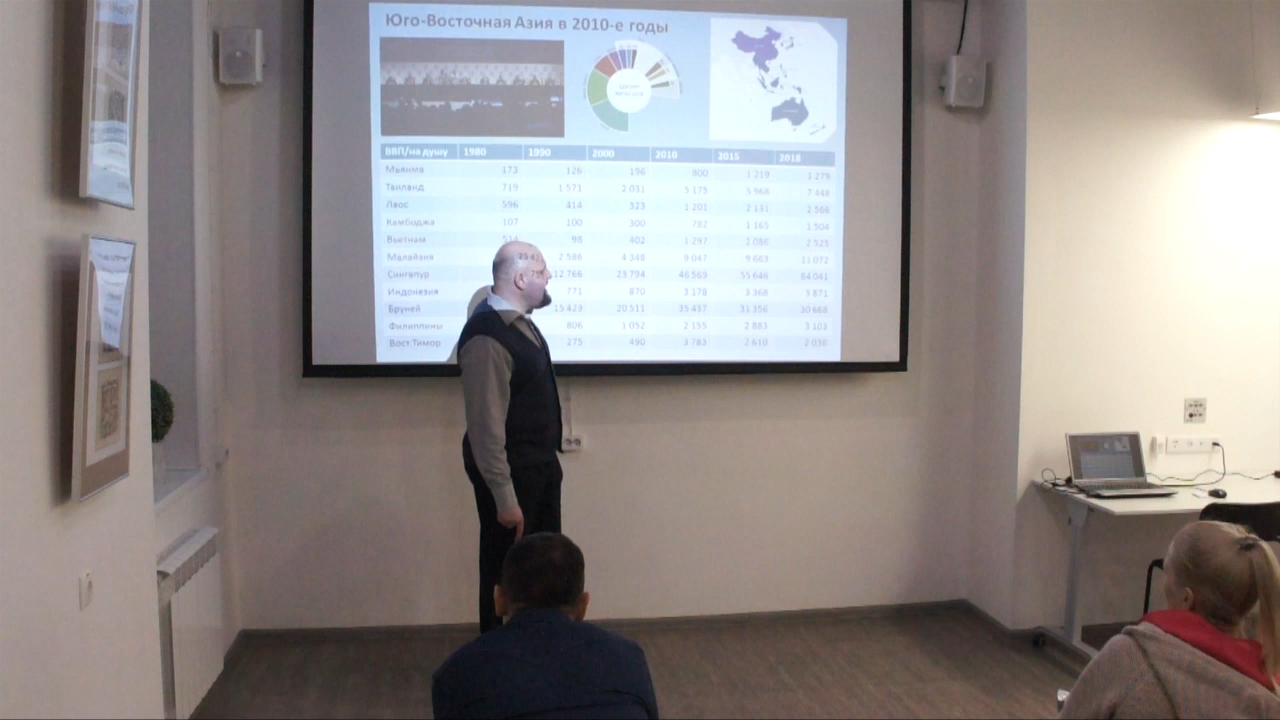 Юго-Восточная Азия в 2010-е годы
ВВП/на душу 1980 1990 2000 2010 2015 2018
Мьянма 173 126 196 800 1 219 1 279
Таиланд 719 1 571 2 031 5 175 5 968 7 448
Лаос 596 414 323 1 201 2 131 2 566
Камбоджа 107 100 300 782 1 165 1 504
Вьетнам 514 98 402 1 297 2 086 2 525
Малайзия 2 586 4 348 9 047 9 663 11 072
Сингапур 12 766 23 794 46 569 55 646 64 041
Индонезия 771 870 3 178 3 368 3 871
Бруней 15 429 20 511 35 437 31 356 30 668
Филиппины 806 1 052 2 155 2 883 3 103
Вост.Тимор 275 490 3 783 2 610 2 036